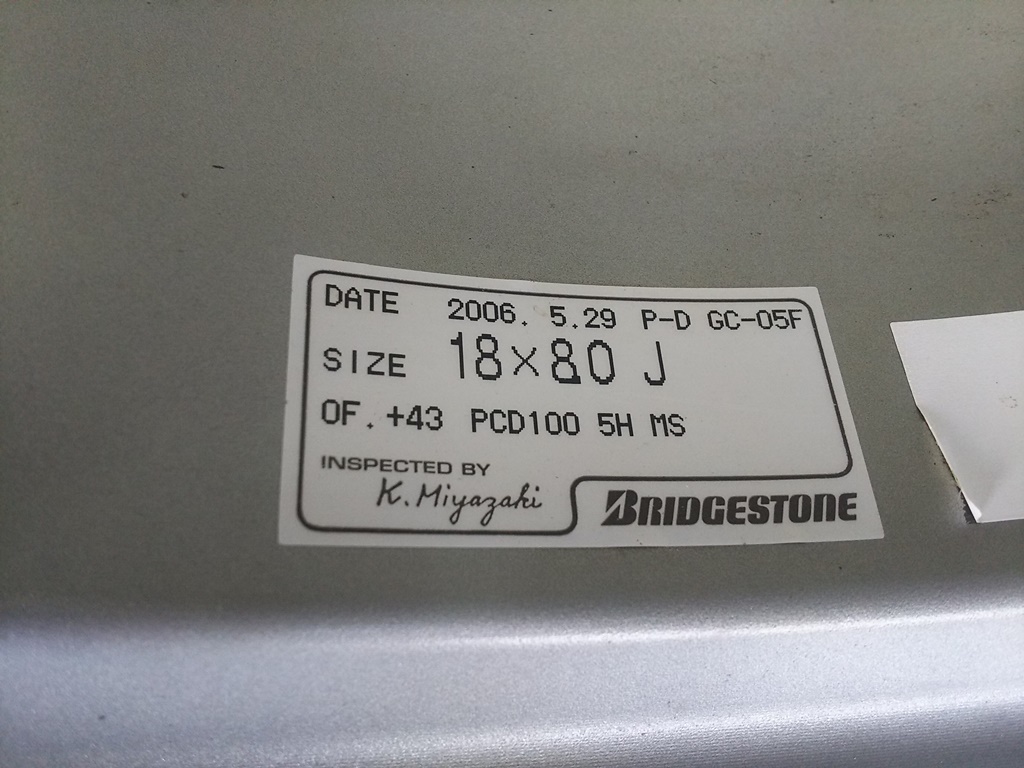 DATE 2006. 5.29 P-D GC-05F
SIZE 18×8.0 J
OF. +43 PCD100 5H MS
INSPECTED BY
K. Miyazaki
BRIDGESTONE